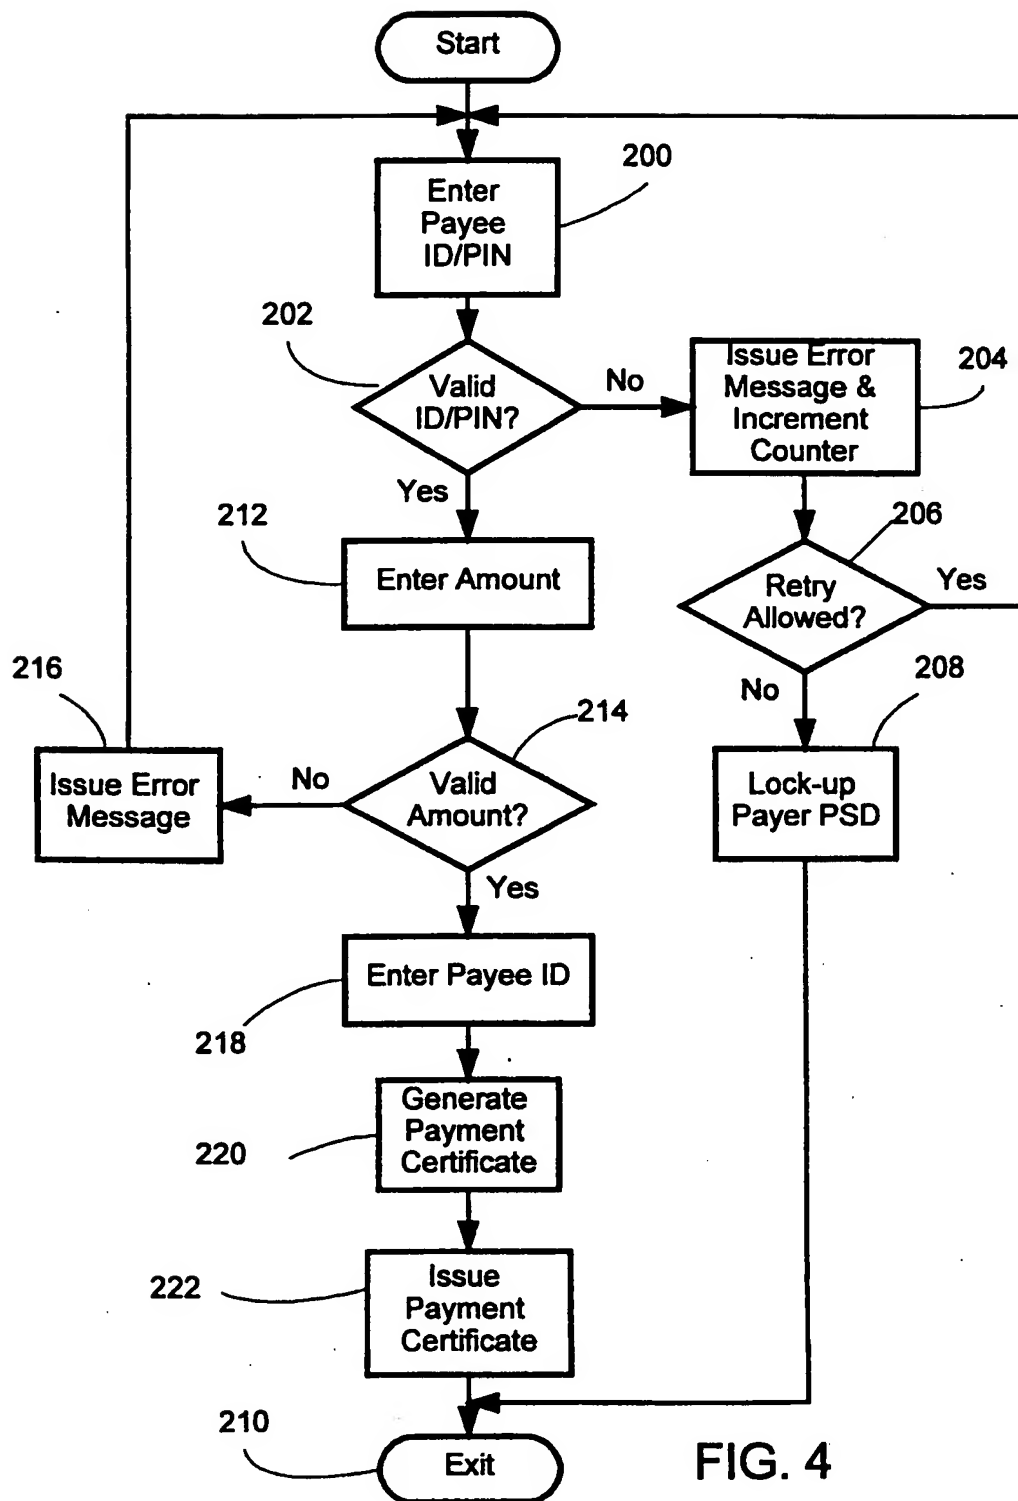 Start
200
Enter
Payee
ID/PIN
202
Valid
ID/PIN?
No
Issue Error
Message &
Increment
Counter
204
Yes
212
Enter Amount
206
Retry
Allowed?
Yes
No
208
Lock-up
Payer PSD
216
Issue Error
Message
No
214
Valid
Amount?
Yes
Enter Payee ID
218
Generate
Payment
Certificate
220
222
Issue
Payment
Certificate
210
Exit
FIG. 4